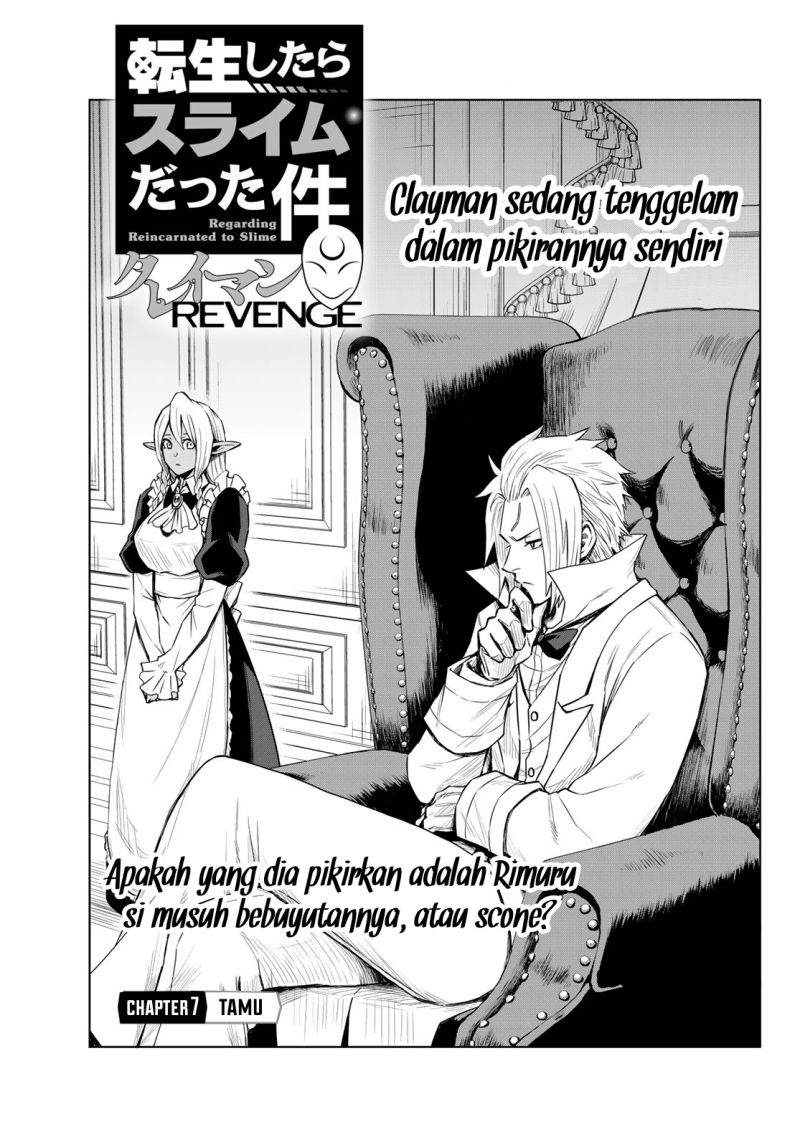 転生したら
スライム
だった件
Regarding
Reincarnated to Slime
クレイマン
REVENGE
Clayman sedang tenggelam
dalam pikirannya sendiri
Apakah yang dia pikirkan adalah Rimuru
si musuh bebuyutannya, atau scone?
CHAPTER 7 TAMU